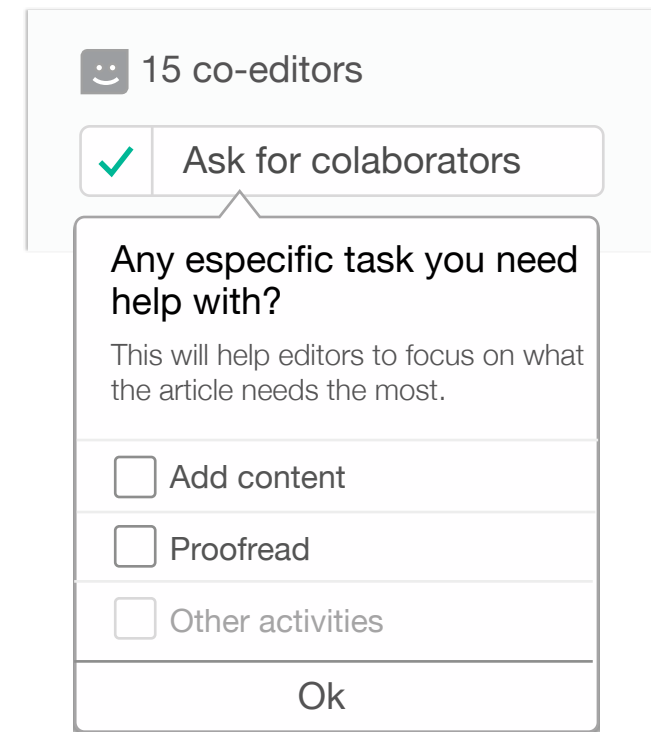 15 co-editors
Ask for colaborators
Any especific task you need
help with?
This will help editors to focus on what
the article needs the most.
Add content
Proofread
Other activities
Ok